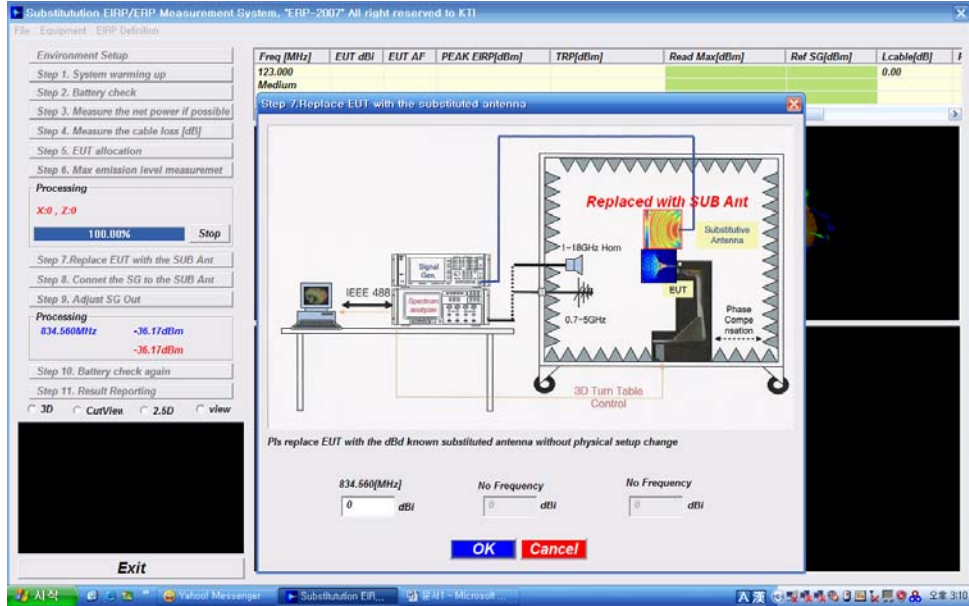 Substitutution EIRP/ERP Measurement System, "ERP-2007" All right reserved to KTI
File Equipment EIRP Definition
Environment Setup
Step 1. System warming up
Step 2. Battery check
Step 3. Measure the net power if possible
Step 4. Measure the cable loss [dB]
Step 5. EUT allocation
Step 6. Max emission level measuremet
Processing
X:0 , Z:0
100.00%
Stop
Step 7.Replace EUT with the SUB Ant
Step 8. Connet the SG to the SUB Ant
Step 9. Adjust SG Out
Processing
834.560MHz -36.17dBm
-36.17dBm
Step 10. Battery check again
Step 11. Result Reporting
3D CutView 2.5D view
Exit
Freq [MHz] EUT dBi EUT AF PEAK EIRP[dBm] TRP[dBm] Read Max[dBm] Ref SG[dBm] Lcable[dB]
123.000 0.00
Medium
Step 7.Replace EUT with the substituted antenna
Replaced with SUB Ant
Substitutive
Antenna
1-18GHz Horn
EUT
Signal
Gen.
IEEE 488
Spectrum
analyzer
0.7-5GHz
Phase
Compe
nsation
3D Turn Table
Control
Pls replace EUT with the dBd known substituted antenna without physical setup change
834.560[MHz] No Frequency No Frequency
0 dBi 0 dBi 0 dBi
OK Cancel
시작 Yahoo! Messenger Substitutution EIR... 문서1 - Microsoft ... A 漢 오후 3:10